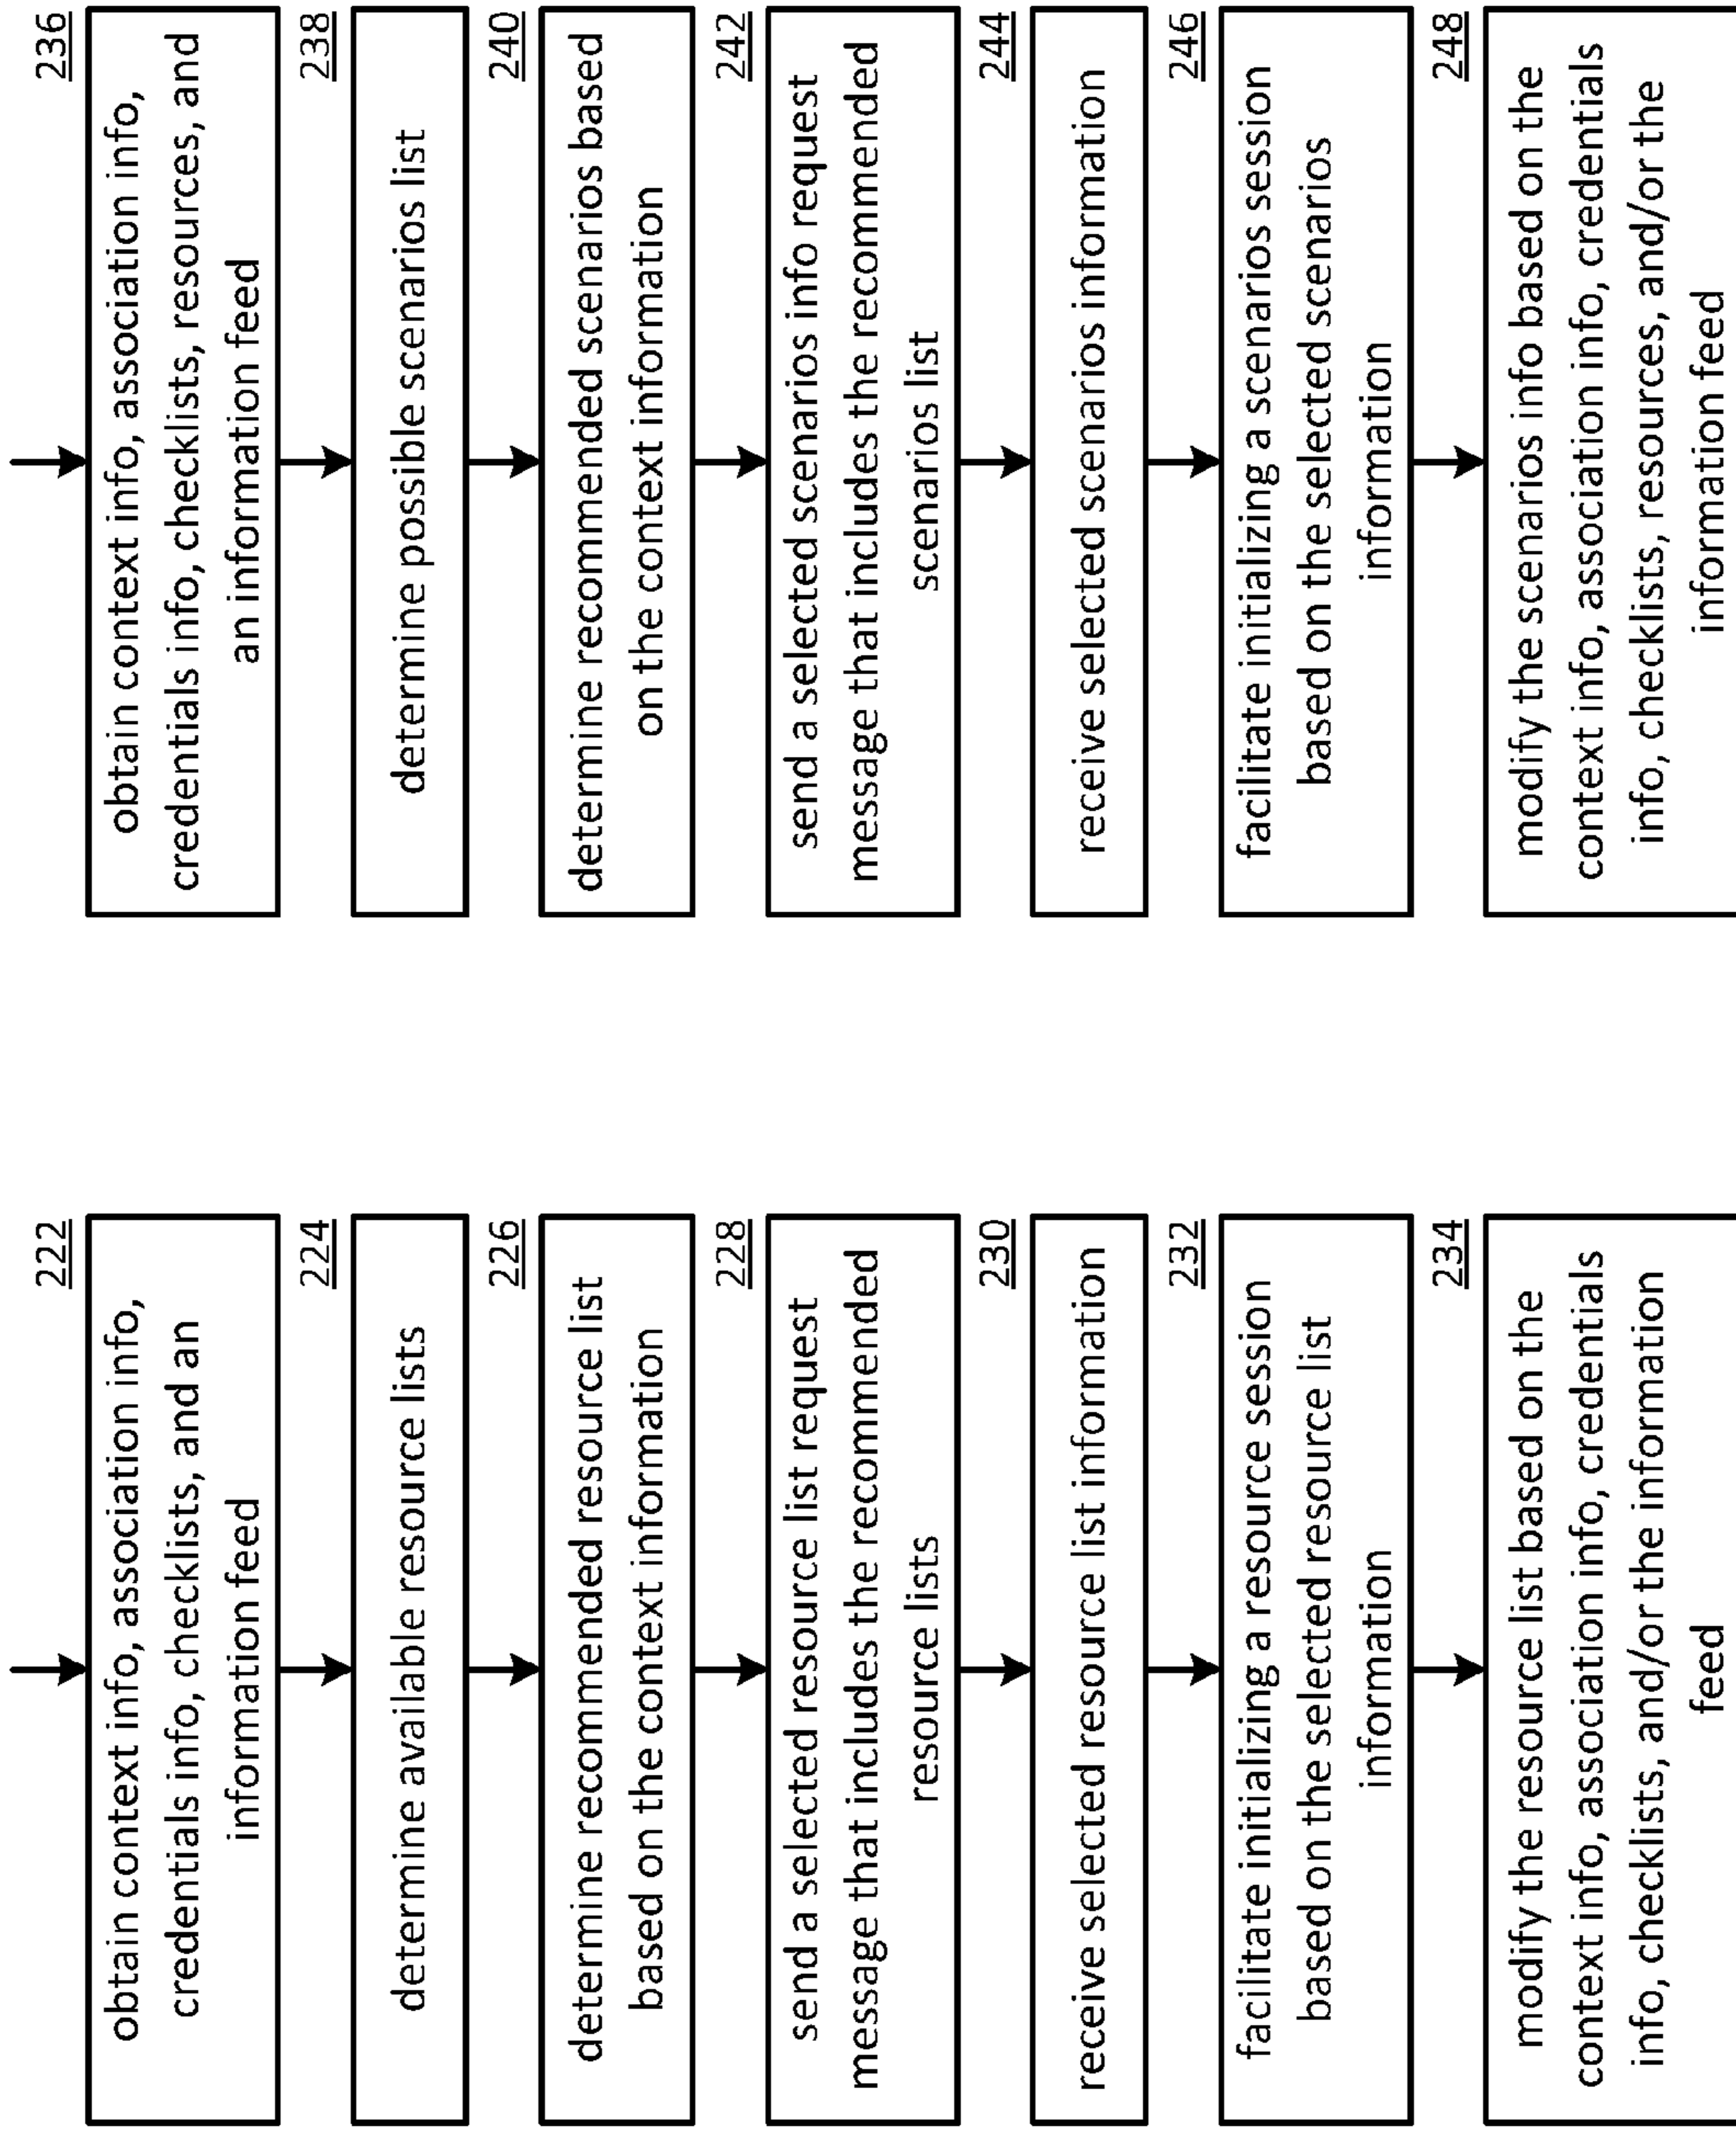 222
obtain context info, association info,
credentials info, checklists, and an
information feed
224
determine available resource lists
226
determine recommended resource list
based on the context information
228
send a selected resource list request
message that includes the recommended
resource lists
230
receive selected resource list information
232
facilitate initializing a resource session
based on the selected resource list
information
234
modify the resource list based on the
context info, association info, credentials
info, checklists, and/or the information
feed
236
obtain context info, association info,
credentials info, checklists, resources, and
an information feed
238
determine possible scenarios list
240
determine recommended scenarios based
on the context information
242
send a selected scenarios info request
message that includes the recommended
scenarios list
244
receive selected scenarios information
246
facilitate initializing a scenarios session
based on the selected scenarios
information
248
modify the scenarios info based on the
context info, association info, credentials
info, checklists, resources, and/or the
information feed